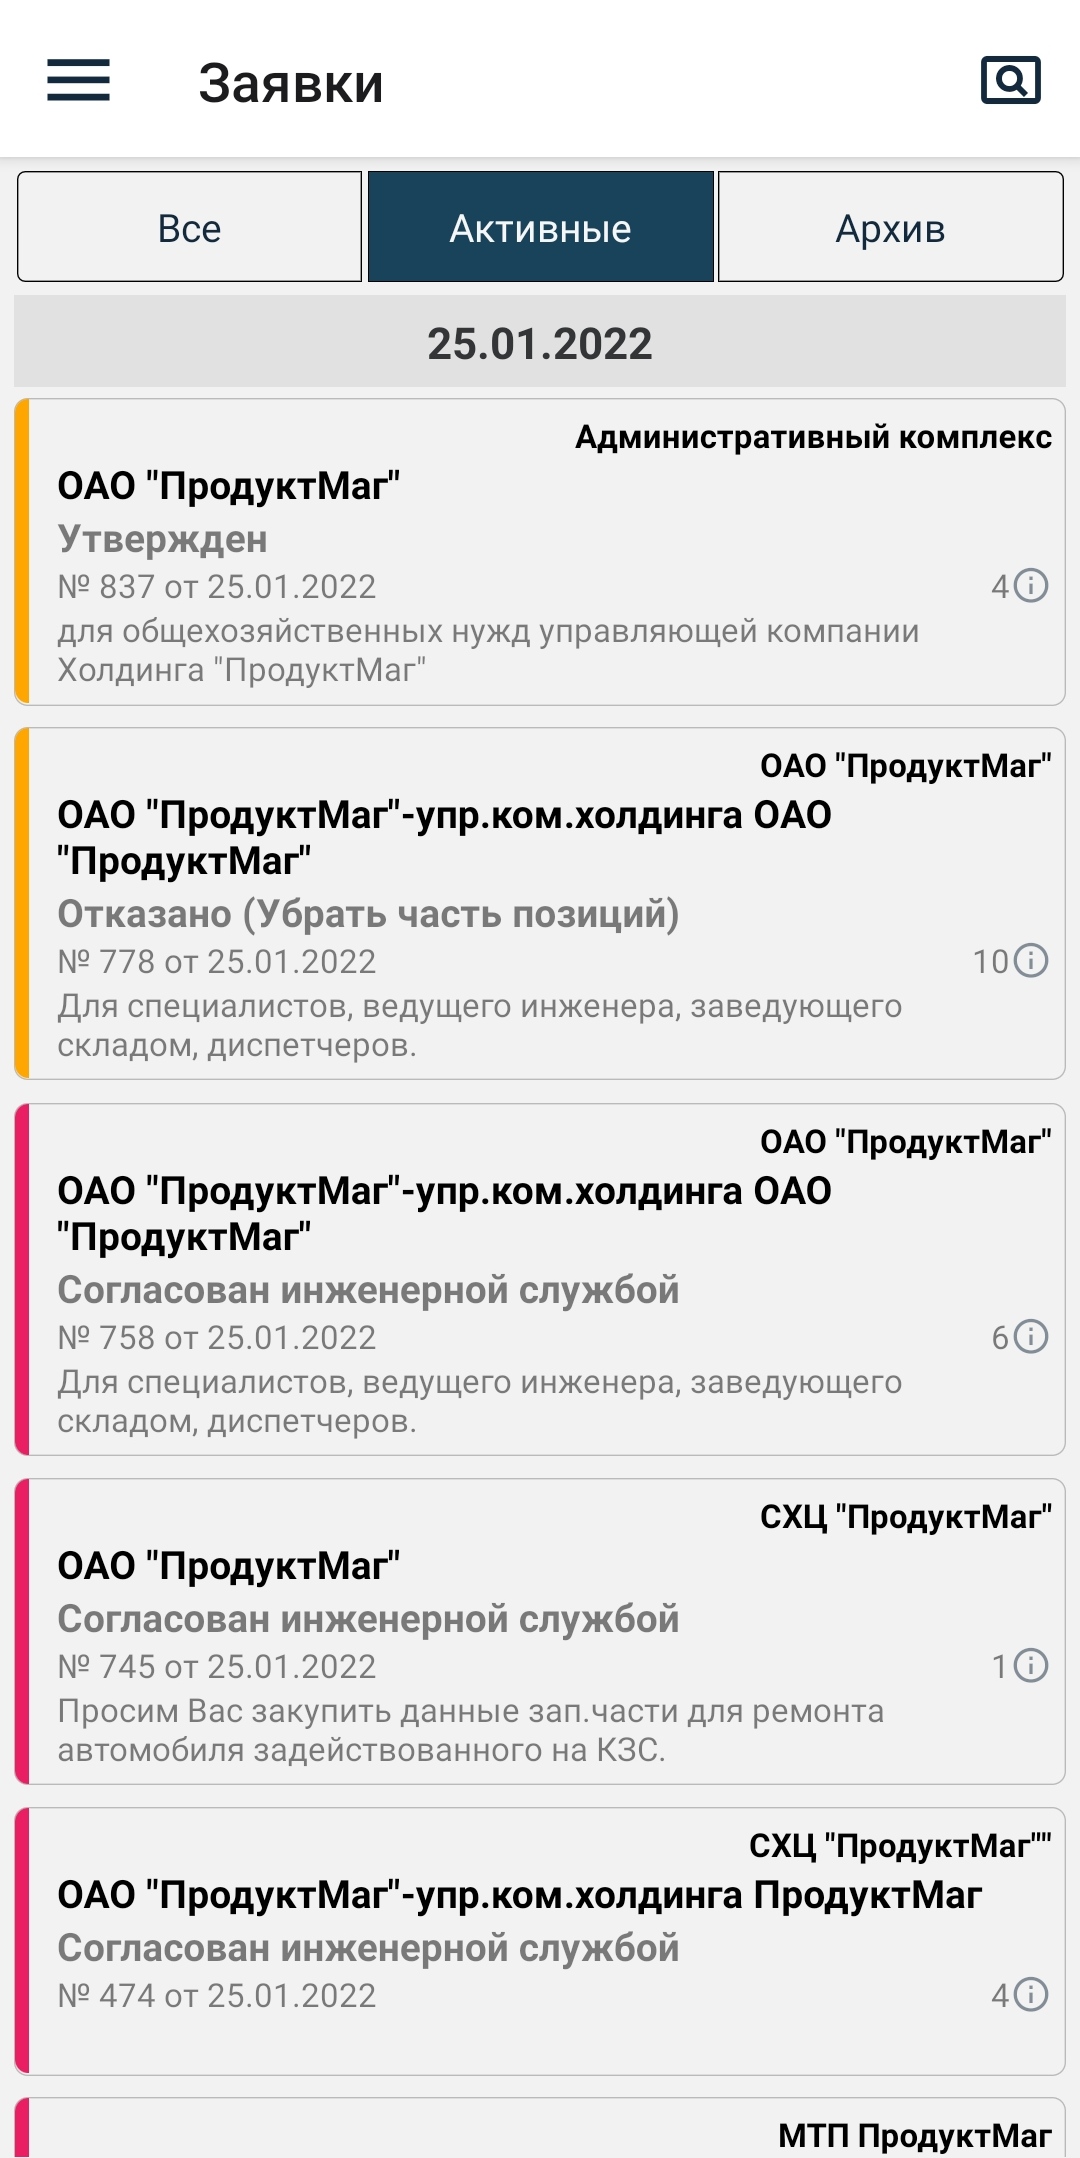 Заявки
Все
Активные
Архив
25.01.2022
Административный комплекс
ОАО "ПродуктМаг"
Утвержден
№ 837 от 25.01.2022
4
для общехозяйственных нужд управляющей компании
Холдинга "ПродуктМаг"
ОАО "ПродуктМаг"
ОАО "ПродуктМаг"-упр.ком.холдинга ОАО
"ПродуктМаг"
Отказано (Убрать часть позиций)
№ 778 от 25.01.2022
10
Для специалистов, ведущего инженера, заведующего
складом, диспетчеров.
ОАО "ПродуктМаг"
ОАО "ПродуктМаг"-упр.ком.холдинга ОАО
"ПродуктМаг"
Согласован инженерной службой
№ 758 от 25.01.2022
6
Для специалистов, ведущего инженера, заведующего
складом, диспетчеров.
СХЦ "ПродуктМаг"
ОАО "ПродуктМаг"
Согласован инженерной службой
№ 745 от 25.01.2022
1
Просим Вас закупить данные зап.части для ремонта
автомобиля задействованного на КЗС.
СХЦ "ПродуктМаг""
ОАО "ПродуктМаг"-упр.ком.холдинга ПродуктМаг
Согласован инженерной службой
№ 474 от 25.01.2022
4
МТП ПродуктМаг